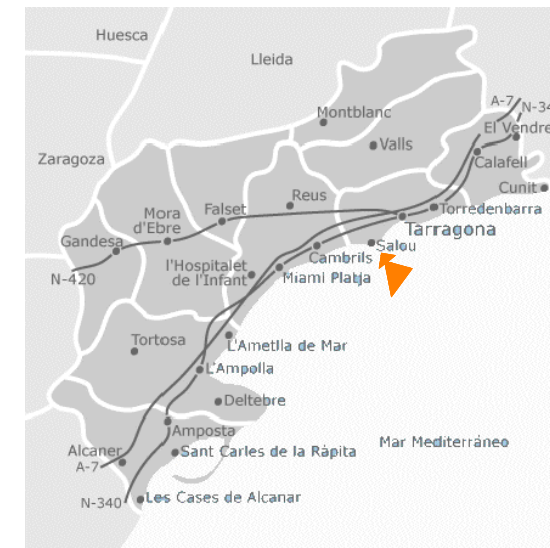 Huesca
Lleida
A-7
N-34
Montblanc
El Vendre
Valls
Calafell
Zaragoza
Cunit
Reus
Falset
Torredenbarra
Mora
d'Ebre
Tarragona
Gandesa
Salou
Cambrils
l'Hospitalet
de l'Infant
Miami Platja
N-420
Tortosa
L'Ametlla de Mar
L'Ampolla
Deltebre
Amposta
Mar Mediterráneo
Alcaner
Sant Carles de la Ràpita
A-7
N-340
Les Cases de Alcanar